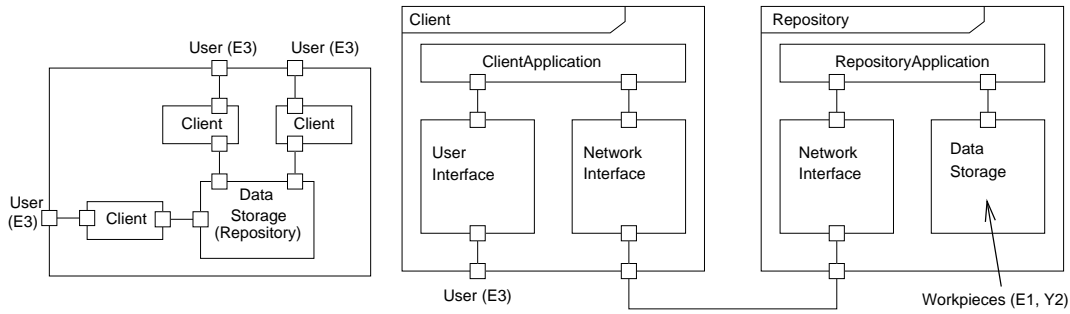 User (E3)
User (E3)
Client
Client
User
(E3)
Client
Data
Storage
(Repository)
Client
ClientApplication
User
Interface
Network
Interface
User (E3)
Repository
RepositoryApplication
Network
Interface
Data
Storage
Workpieces (E1, Y2)